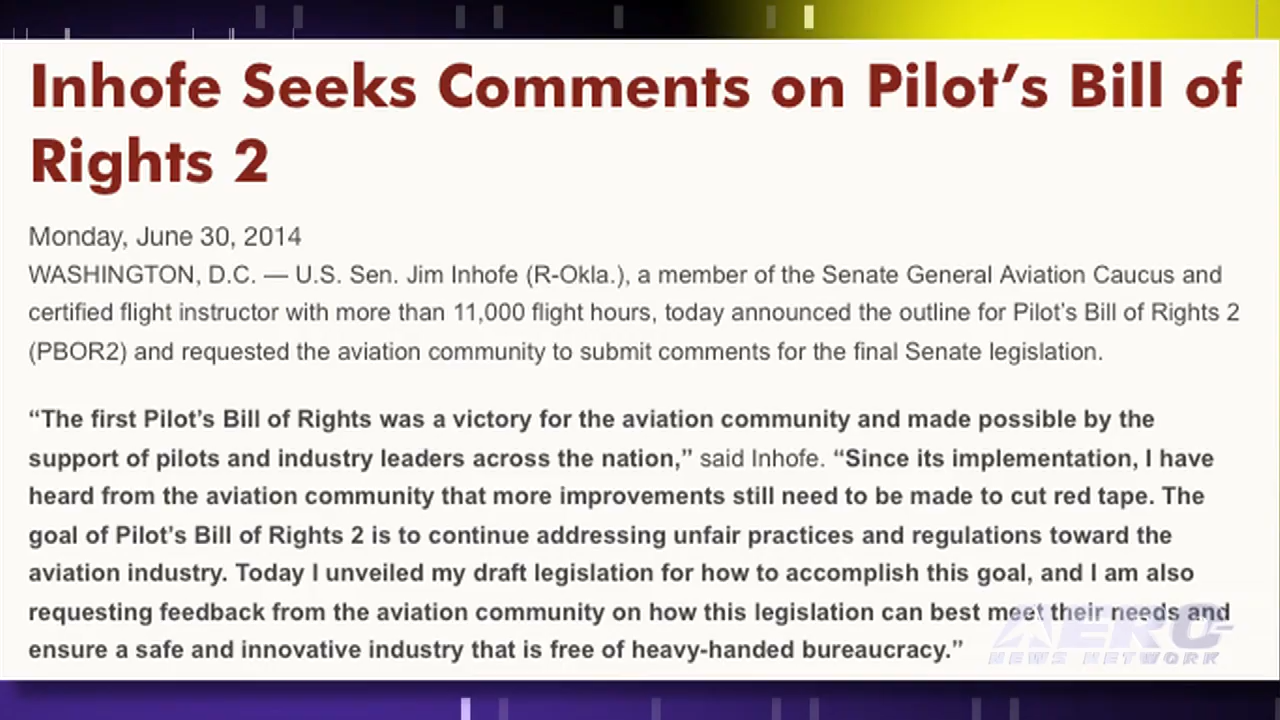 Inhofe Seeks Comments on Pilot’s Bill of
Rights 2
Monday, June 30, 2014
WASHINGTON, D.C. — U.S. Sen. Jim Inhofe (R-Okla.), a member of the Senate General Aviation Caucus and
certified flight instructor with more than 11,000 flight hours, today announced the outline for Pilot’s Bill of Rights 2
(PBOR2) and requested the aviation community to submit comments for the final Senate legislation.
“The first Pilot’s Bill of Rights was a victory for the aviation community and made possible by the
support of pilots and industry leaders across the nation,” said Inhofe. “Since its implementation, I have
heard from the aviation community that more improvements still need to be made to cut red tape. The
goal of Pilot’s Bill of Rights 2 is to continue addressing unfair practices and regulations toward the
aviation industry. Today I unveiled my draft legislation for how to accomplish this goal, and I am also
requesting feedback from the aviation community on how this legislation can best meet their needs and
ensure a safe and innovative industry that is free of heavy-handed bureaucracy.”
AERO-
NEWS NETWORK